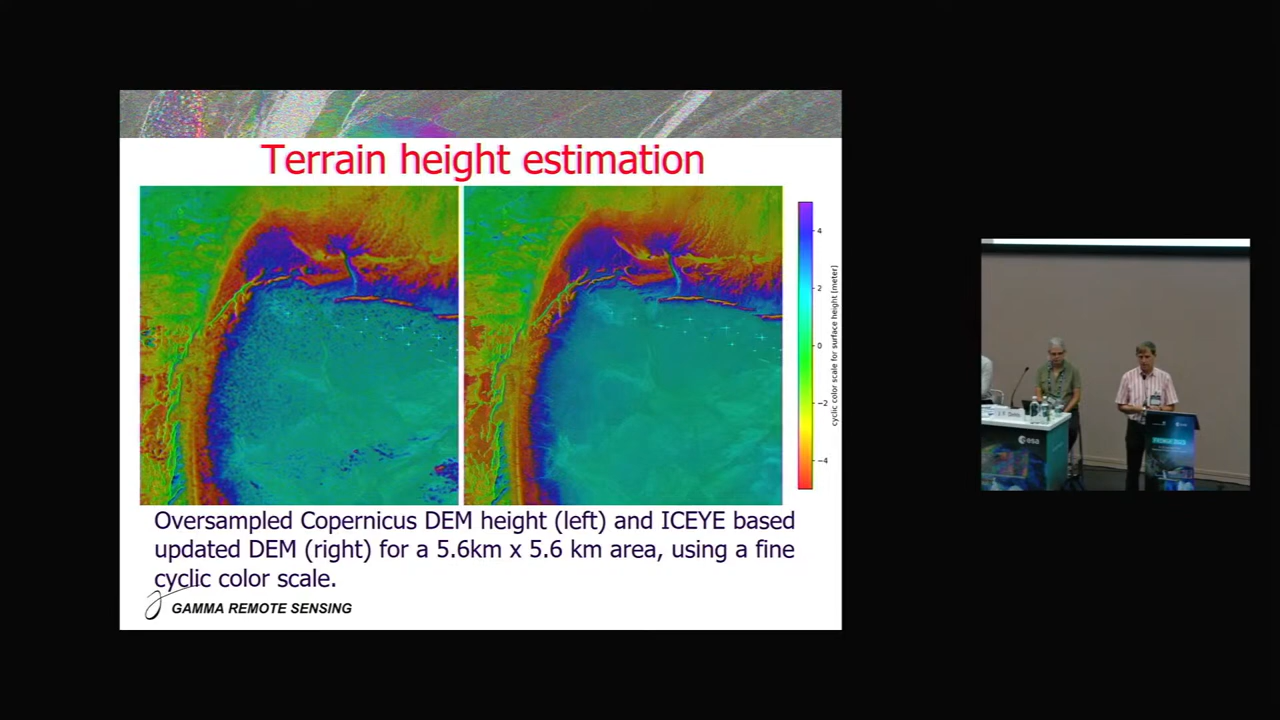 Terrain height estimation
4
2
0
−2
−4
cyclic color scale for surface height [meter]
Oversampled Copernicus DEM height (left) and ICEYE based
updated DEM (right) for a 5.6km x 5.6 km area, using a fine
cyclic color scale.
GAMMA REMOTE SENSING
esa